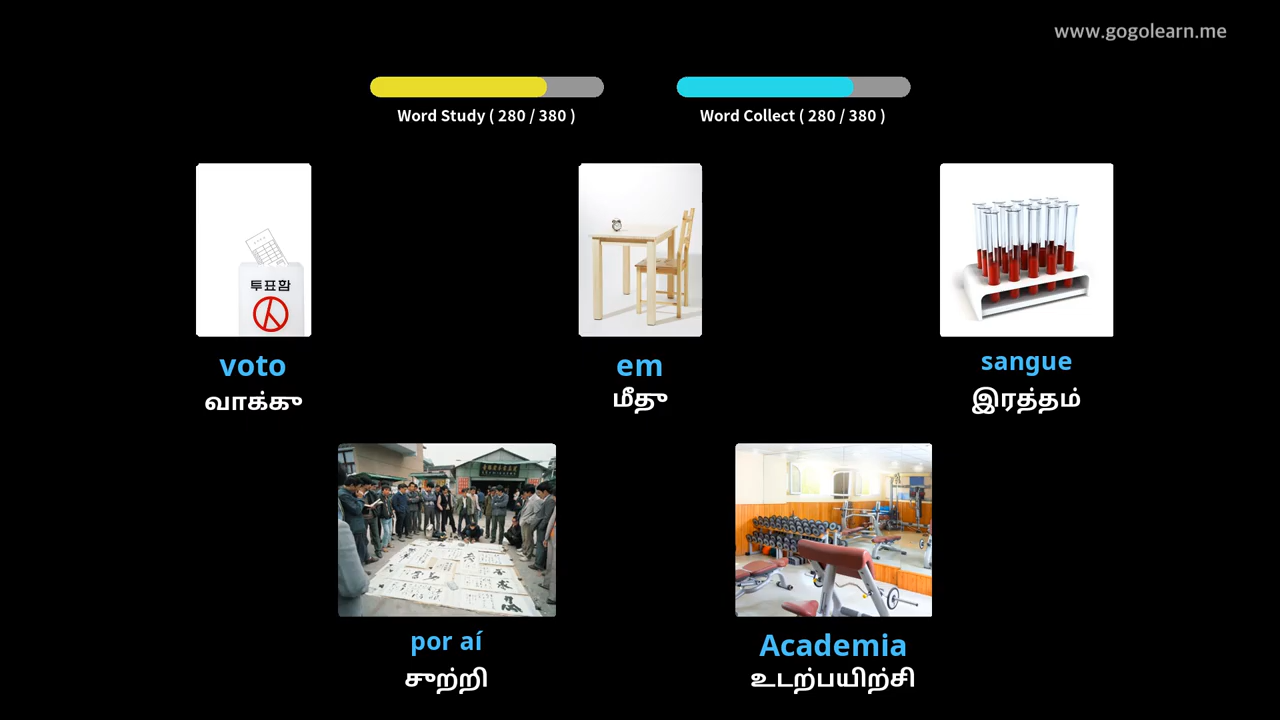 www.gogolearn.me
Word Study ( 280 / 380 )
Word Collect ( 280 / 380 )
투표함
voto
வாக்கு
em
மீது
sangue
இரத்தம்
por aí
சுற்றி
Academia
உடற்பயிற்சி